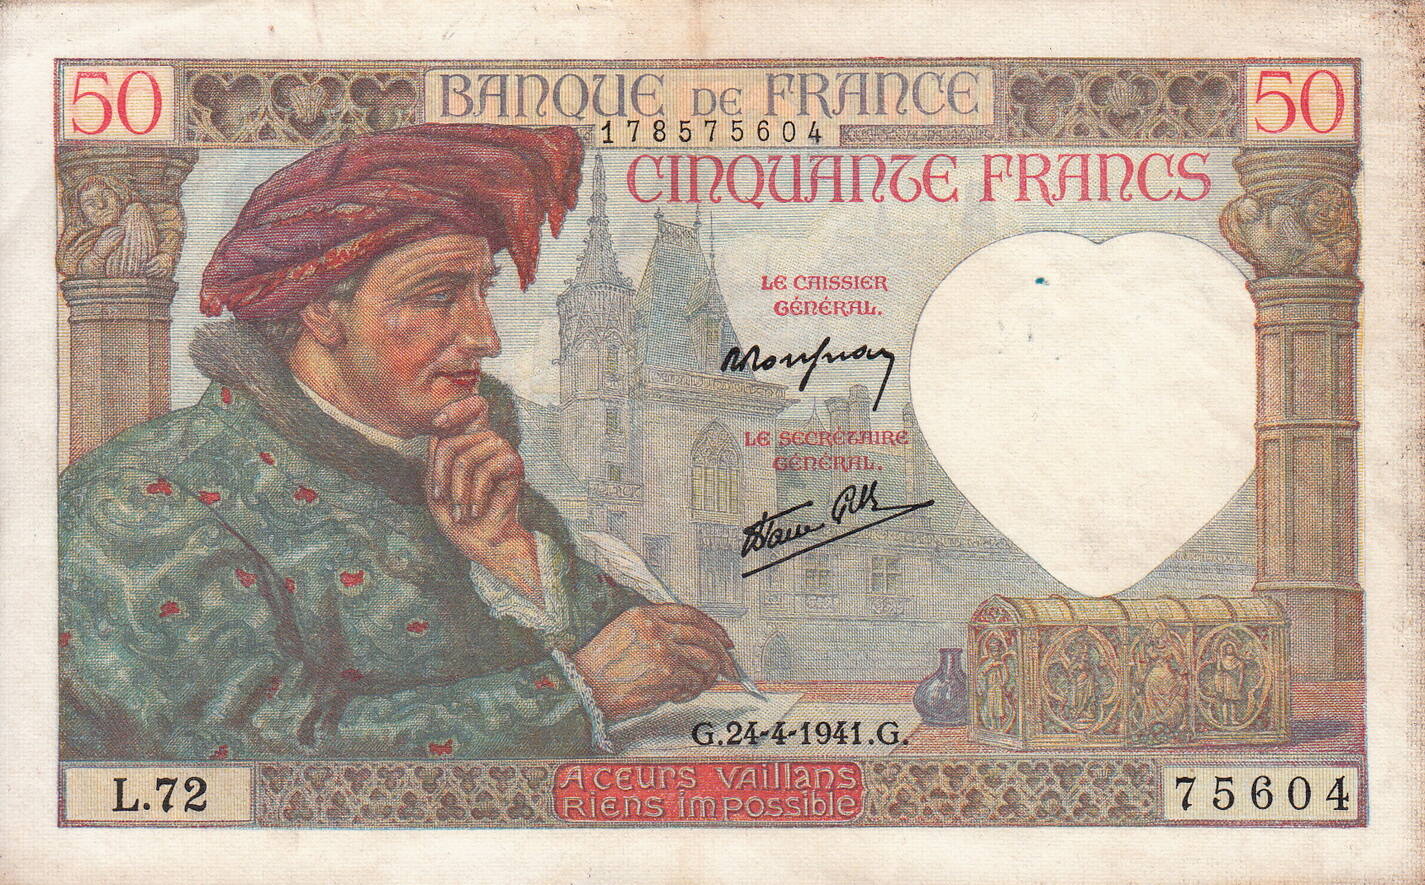 50
BANQUE DE FRANCE
50
178575604
CINQUANTE FRANCS
LE CAISSIER
GÉNÉRAL.
LE SECRÉTAIRE
GÉNÉRAL.
G.24-4-1941.G.
L.72
A CEURS VAILLANS
RIENS IMPOSSIBLE
75604